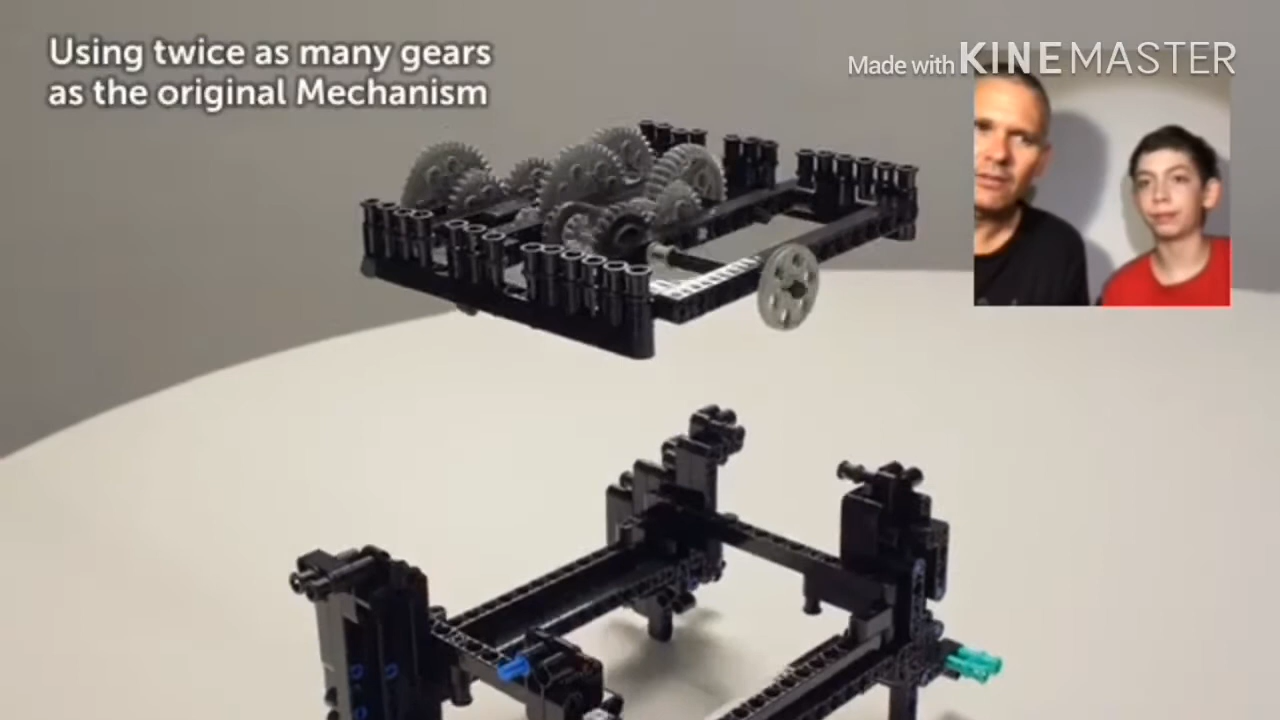 Using twice as many gears
as the original Mechanism
Made with KINEMASTER